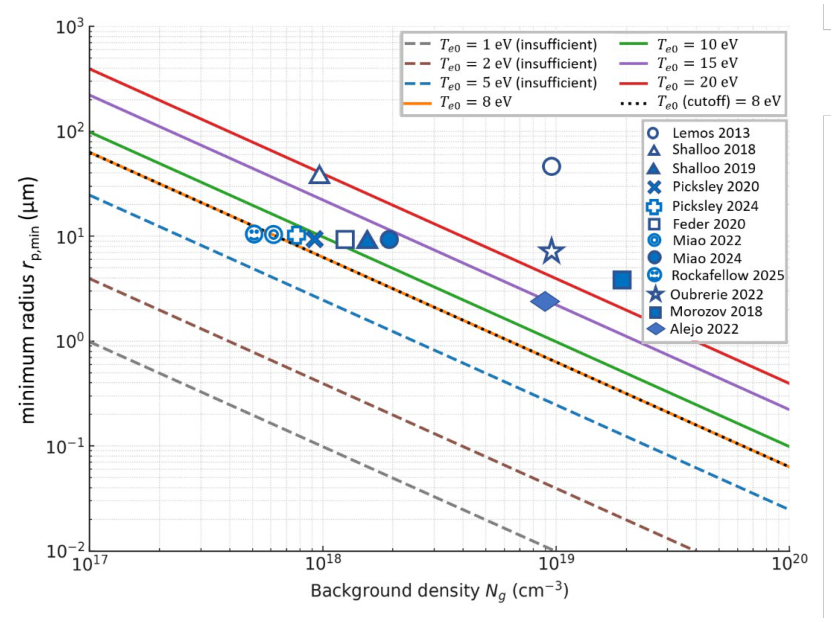 10³
10²
10¹
10⁰
10⁻¹
10⁻²
10¹⁷
10¹⁸
10¹⁹
10²⁰
minimum radius r_p,min (μm)
Background density N_g (cm⁻³)
T_e0 = 1 eV (insufficient)
T_e0 = 2 eV (insufficient)
T_e0 = 5 eV (insufficient)
T_e0 = 8 eV
T_e0 = 10 eV
T_e0 = 15 eV
T_e0 = 20 eV
T_e0 (cutoff) = 8 eV
Lemos 2013
Shalloo 2018
Shalloo 2019
Picksley 2020
Picksley 2024
Feder 2020
Miao 2022
Miao 2024
Rockafellow 2025
Oubrerie 2022
Morozov 2018
Alejo 2022